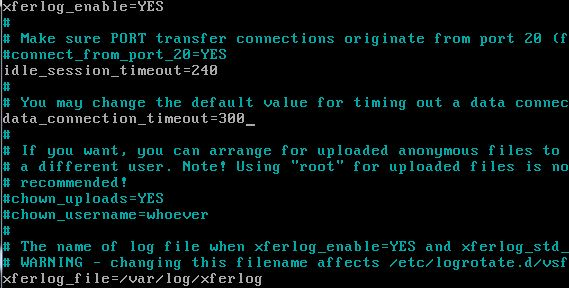 xferlog_enable=YES
#
# Make sure PORT transfer connections originate from port 20 (f
#connect_from_port_20=YES
idle_session_timeout=240
#
# You may change the default value for timing out a data connec
data_connection_timeout=300_
#
# If you want, you can arrange for uploaded anonymous files to
# a different user. Note! Using "root" for uploaded files is no
# recommended!
#chown_uploads=YES
#chown_username=whoever
#
# The name of log file when xferlog_enable=YES and xferlog_std_
# WARNING - changing this filename affects /etc/logrotate.d/vsf
xferlog_file=/var/log/xferlog